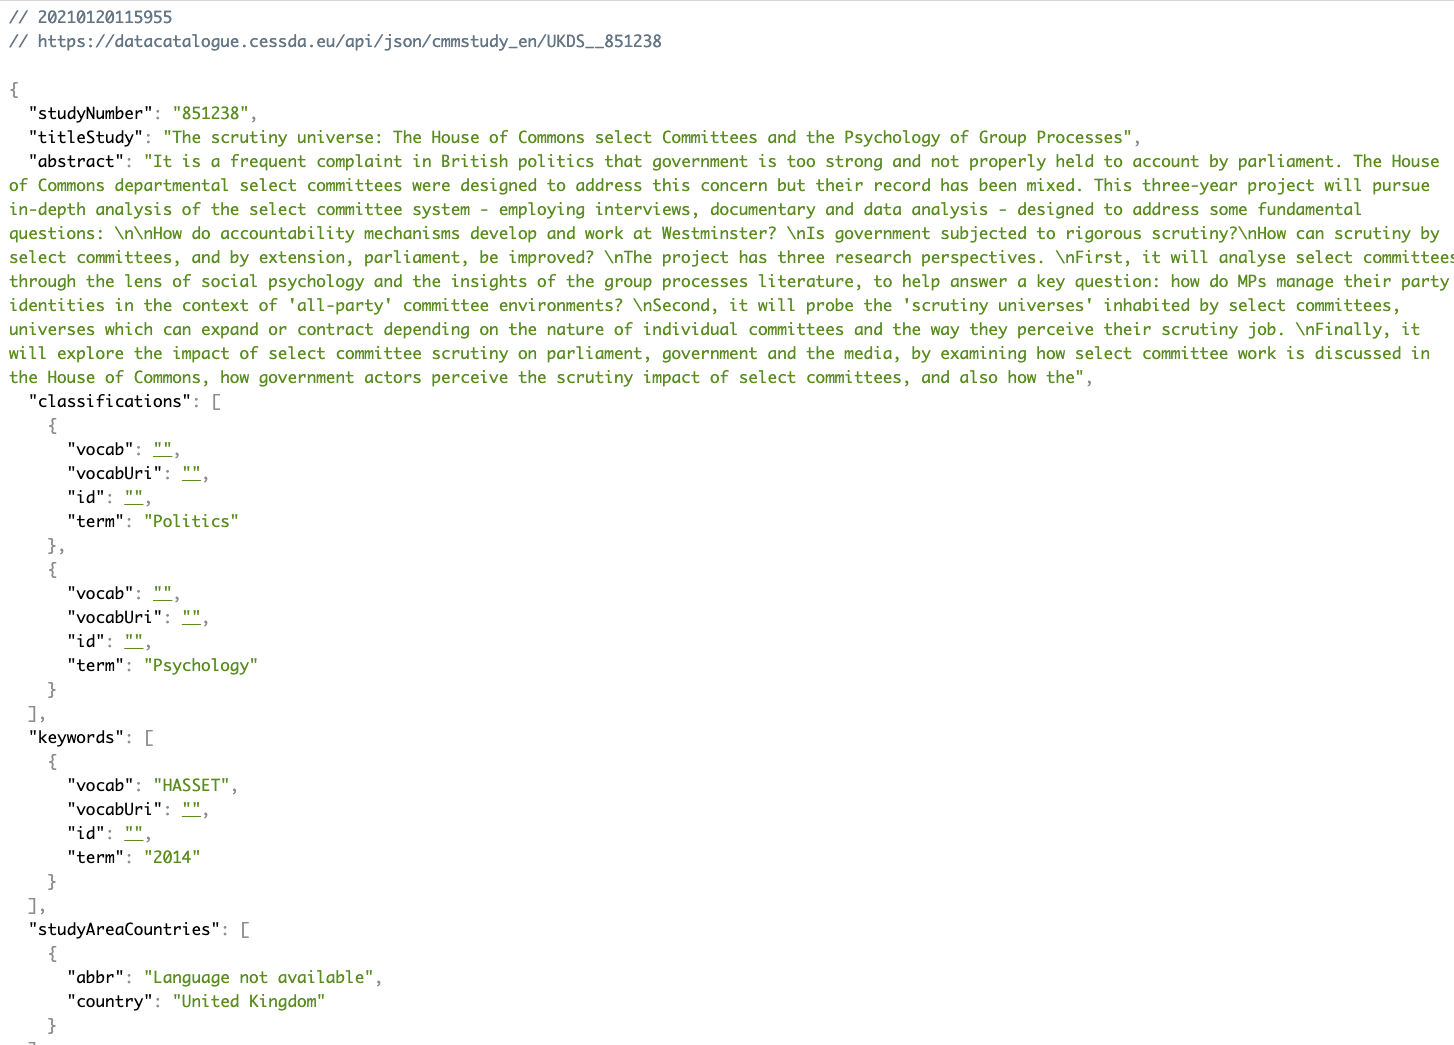 // 20210120115955
// https://datacatalogue.cessda.eu/api/json/cmmstudy_en/UKDS__851238
{
"studyNumber": "851238",
"titleStudy": "The scrutiny universe: The House of Commons select Committees and the Psychology of Group Processes",
"abstract": "It is a frequent complaint in British politics that government is too strong and not properly held to account by parliament. The House
of Commons departmental select committees were designed to address this concern but their record has been mixed. This three-year project will pursue
in-depth analysis of the select committee system - employing interviews, documentary and data analysis - designed to address some fundamental
questions: \n\nHow do accountability mechanisms develop and work at Westminster? \nIs government subjected to rigorous scrutiny?\nHow can scrutiny by
select committees, and by extension, parliament, be improved? \nThe project has three research perspectives. \nFirst, it will analyse select committees
through the lens of social psychology and the insights of the group processes literature, to help answer a key question: how do MPs manage their party
identities in the context of 'all-party' committee environments? \nSecond, it will probe the 'scrutiny universes' inhabited by select committees,
universes which can expand or contract depending on the nature of individual committees and the way they perceive their scrutiny job. \nFinally, it
will explore the impact of select committee scrutiny on parliament, government and the media, by examining how select committee work is discussed in
the House of Commons, how government actors perceive the scrutiny impact of select committees, and also how the",
"classifications": [
{
"vocab": "",
"vocabUri": "",
"id": "",
"term": "Politics"
},
{
"vocab": "",
"vocabUri": "",
"id": "",
"term": "Psychology"
}
],
"keywords": [
{
"vocab": "HASSET",
"vocabUri": "",
"id": "",
"term": "2014"
}
],
"studyAreaCountries": [
{
"abbr": "Language not available",
"country": "United Kingdom"
}